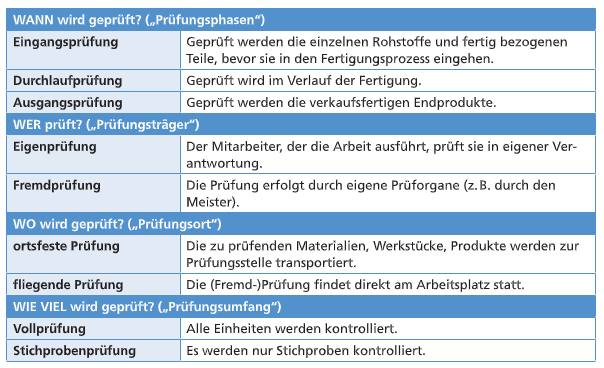 WANN wird geprüft? („Prüfungsphasen“)
Eingangsprüfung
Geprüft werden die einzelnen Rohstoffe und fertig bezogenen
Teile, bevor sie in den Fertigungsprozess eingehen.
Durchlaufprüfung
Geprüft wird im Verlauf der Fertigung.
Ausgangsprüfung
Geprüft werden die verkaufsfertigen Endprodukte.
WER prüft? („Prüfungsträger“)
Eigenprüfung
Der Mitarbeiter, der die Arbeit ausführt, prüft sie in eigener Ver-
antwortung.
Fremdprüfung
Die Prüfung erfolgt durch eigene Prüforgane (z. B. durch den
Meister).
WO wird geprüft? („Prüfungsort“)
ortsfeste Prüfung
Die zu prüfenden Materialien, Werkstücke, Produkte werden zur
Prüfungsstelle transportiert.
fliegende Prüfung
Die (Fremd-)Prüfung findet direkt am Arbeitsplatz statt.
WIE VIEL wird geprüft? („Prüfungsumfang“)
Vollprüfung
Alle Einheiten werden kontrolliert.
Stichprobenprüfung
Es werden nur Stichproben kontrolliert.